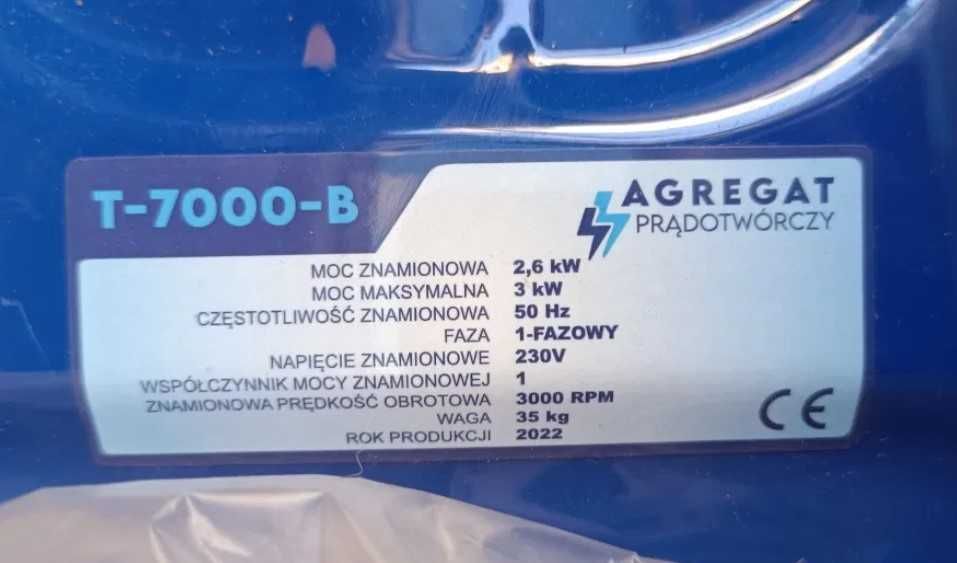 T-7000-B
AGREGAT
PRĄDOTWÓRCZY
MOC ZNAMIONOWA 2,6 kW
MOC MAKSYMALNA 3 kW
CZĘSTOTLIWOŚĆ ZNAMIONOWA 50 Hz
FAZA 1-FAZOWY
NAPIĘCIE ZNAMIONOWE 230V
WSPÓŁCZYNNIK MOCY ZNAMIONOWEJ 1
ZNAMIONOWA PRĘDKOŚĆ OBROTOWA 3000 RPM
WAGA 35 kg
ROK PRODUKCJI 2022
CE